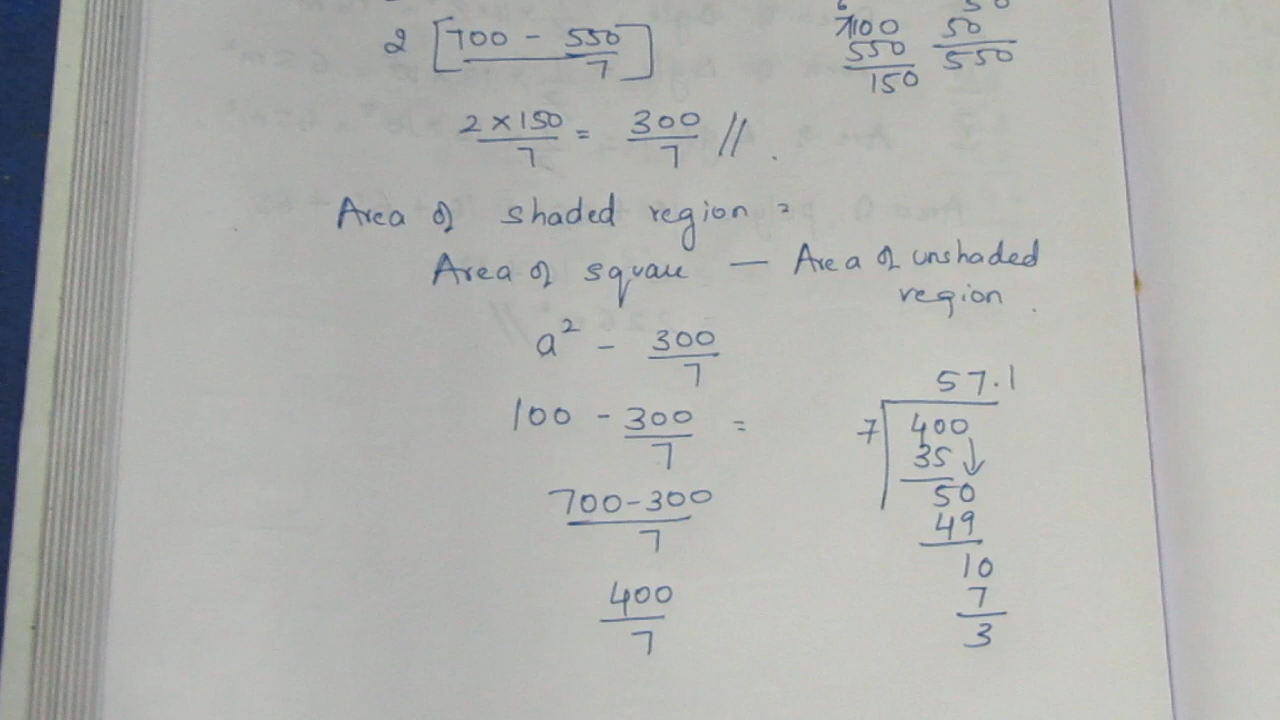 2 [700 - 550 / 7]
7100
550
150
50
50
550
2 × 150 / 7 = 300 / 7 //.
Area of shaded region =
Area of square — Area of unshaded
region.
a² - 300 / 7
100 - 300 / 7 =
700 - 300 / 7
400 / 7
57.1
7 400
35 ↓
50
49
10
7
3